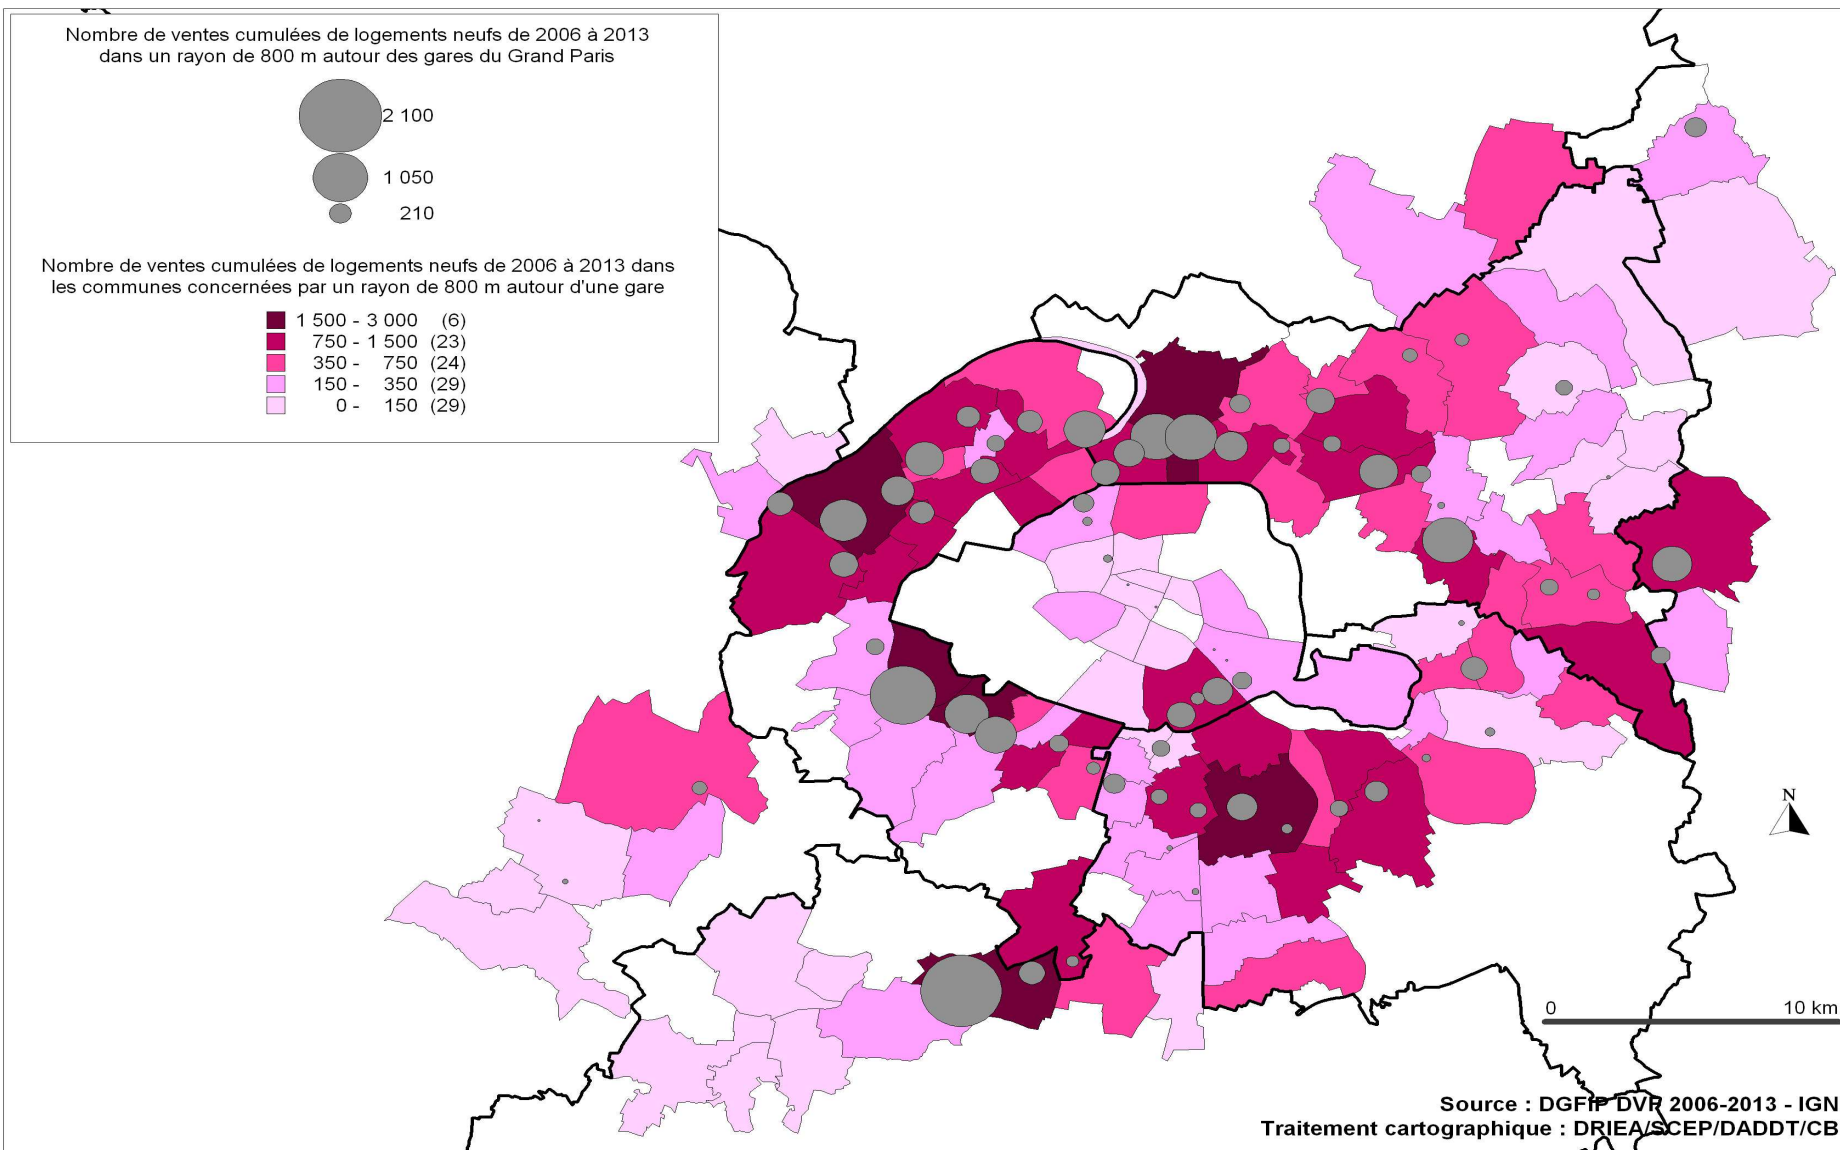 Nombre de ventes cumulées de logements neufs de 2006 à 2013
dans un rayon de 800 m autour des gares du Grand Paris
2 100
1 050
210
Nombre de ventes cumulées de logements neufs de 2006 à 2013 dans
les communes concernées par un rayon de 800 m autour d'une gare
1 500 - 3 000 (6)
750 - 1 500 (23)
350 - 750 (24)
150 - 350 (29)
0 - 150 (29)
N
0 10 km
Source : DGFIP DVF 2006-2013 - IGN
Traitement cartographique : DRIEA/SCEP/DADDT/CB